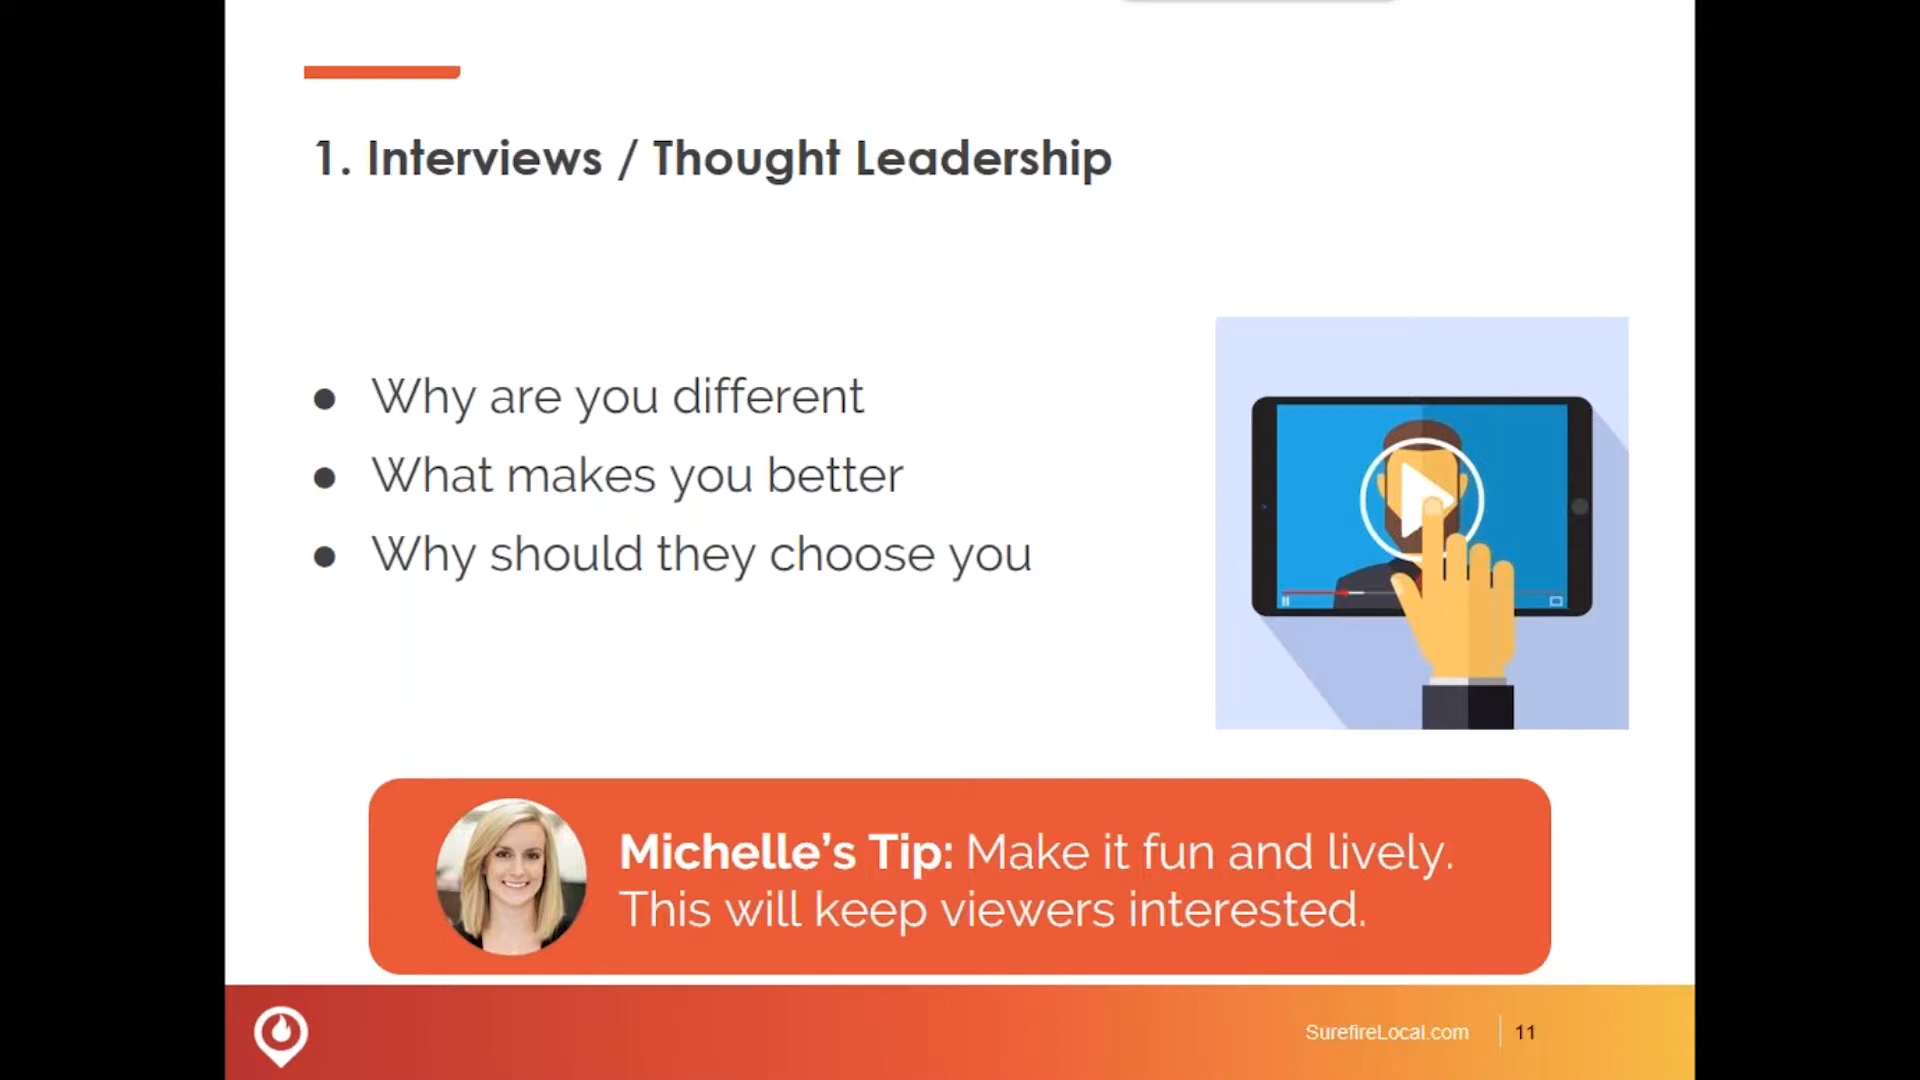 1. Interviews / Thought Leadership
● Why are you different
● What makes you better
● Why should they choose you
Michelle's Tip: Make it fun and lively.
This will keep viewers interested.
SurefireLocal.com
11